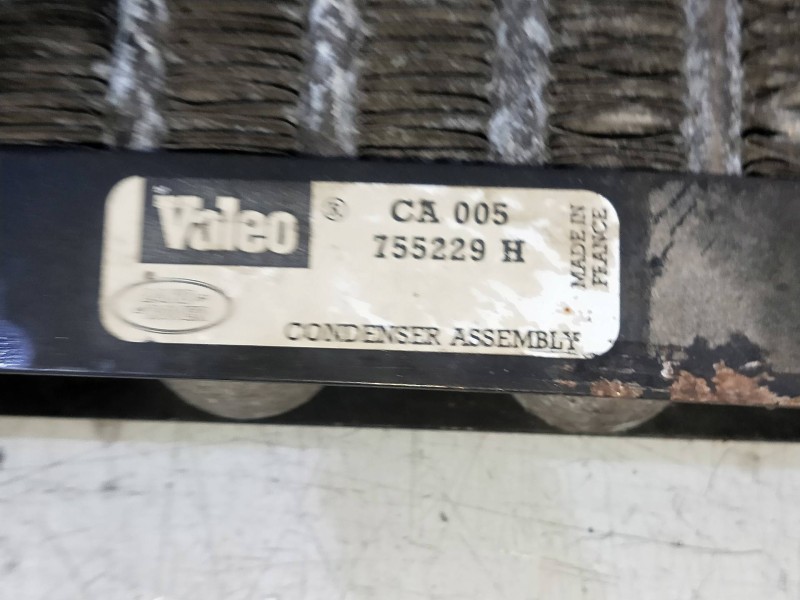 Valeo
® CA 005
755229 H
MADE IN
FRANCE
CONDENSER ASSEMBLY